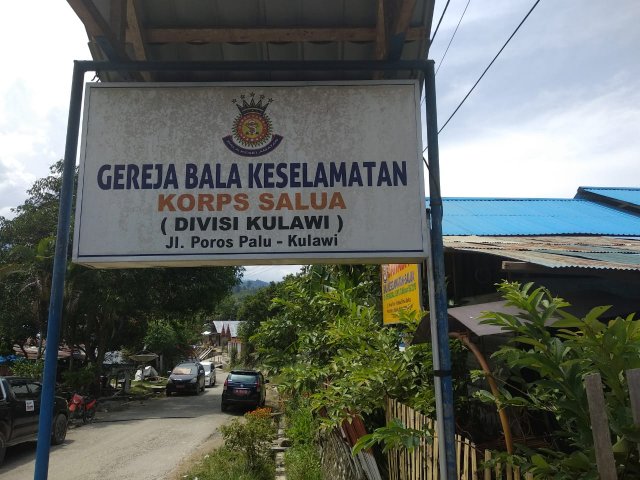 GEREJA BALA KESELAMATAN
KORPS SALUA
( DIVISI KULAWI )
Jl. Poros Palu - Kulawi